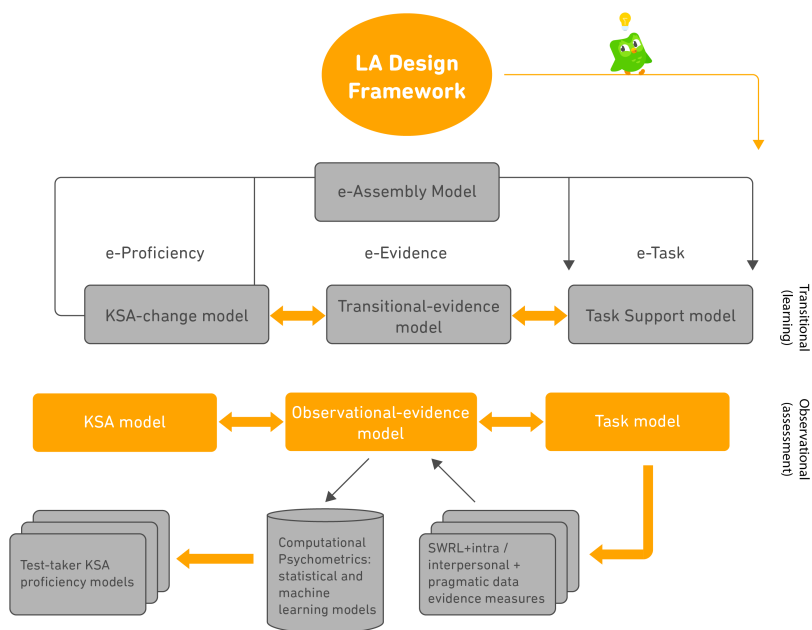 LA Design
Framework
e-Assembly Model
e-Proficiency
e-Evidence
e-Task
KSA-change model
Transitional-evidence
model
Task Support model
Transitional
(learning)
KSA model
Observational-evidence
model
Task model
Observational
(assessment)
Test-taker KSA
proficiency models
Computational
Psychometrics:
statistical and
machine
learning models
SWRL+intra /
interpersonal +
pragmatic data
evidence measures